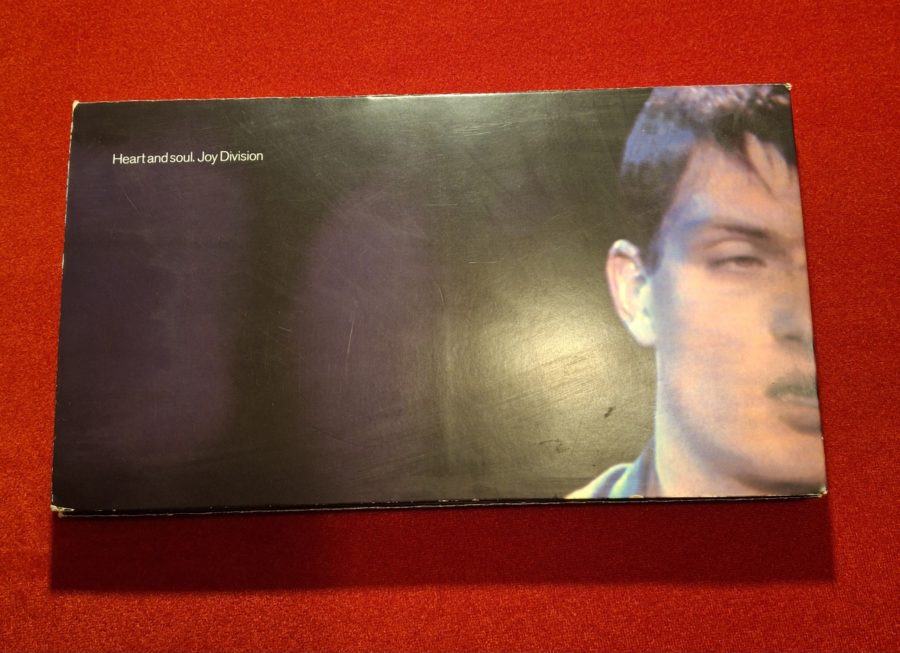 Heart and soul. Joy Division